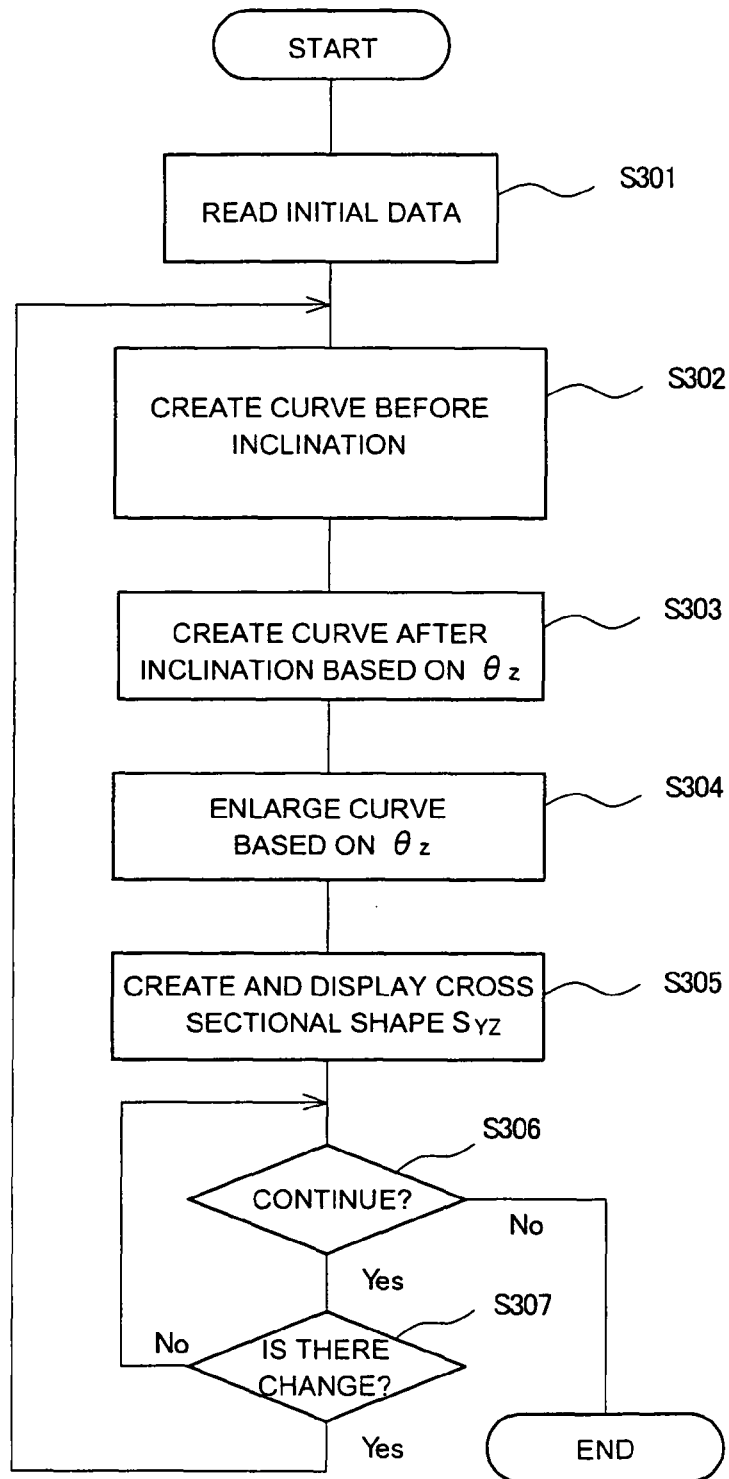 START
READ INITIAL DATA
S301
CREATE CURVE BEFORE
INCLINATION
S302
CREATE CURVE AFTER
INCLINATION BASED ON θz
S303
ENLARGE CURVE
BASED ON θz
S304
CREATE AND DISPLAY CROSS
SECTIONAL SHAPE SYZ
S305
S306
CONTINUE?
No
Yes
S307
No
IS THERE
CHANGE?
Yes
END